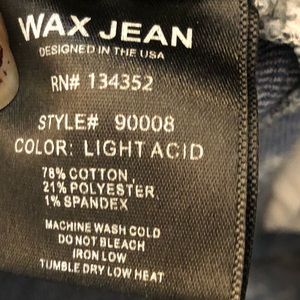 WAX JEAN
DESIGNED IN THE USA
RN# 134352
STYLE# 90008
COLOR: LIGHT ACID
78% COTTON,
21% POLYESTER,
1% SPANDEX
MACHINE WASH COLD
DO NOT BLEACH
IRON LOW
TUMBLE DRY LOW HEAT